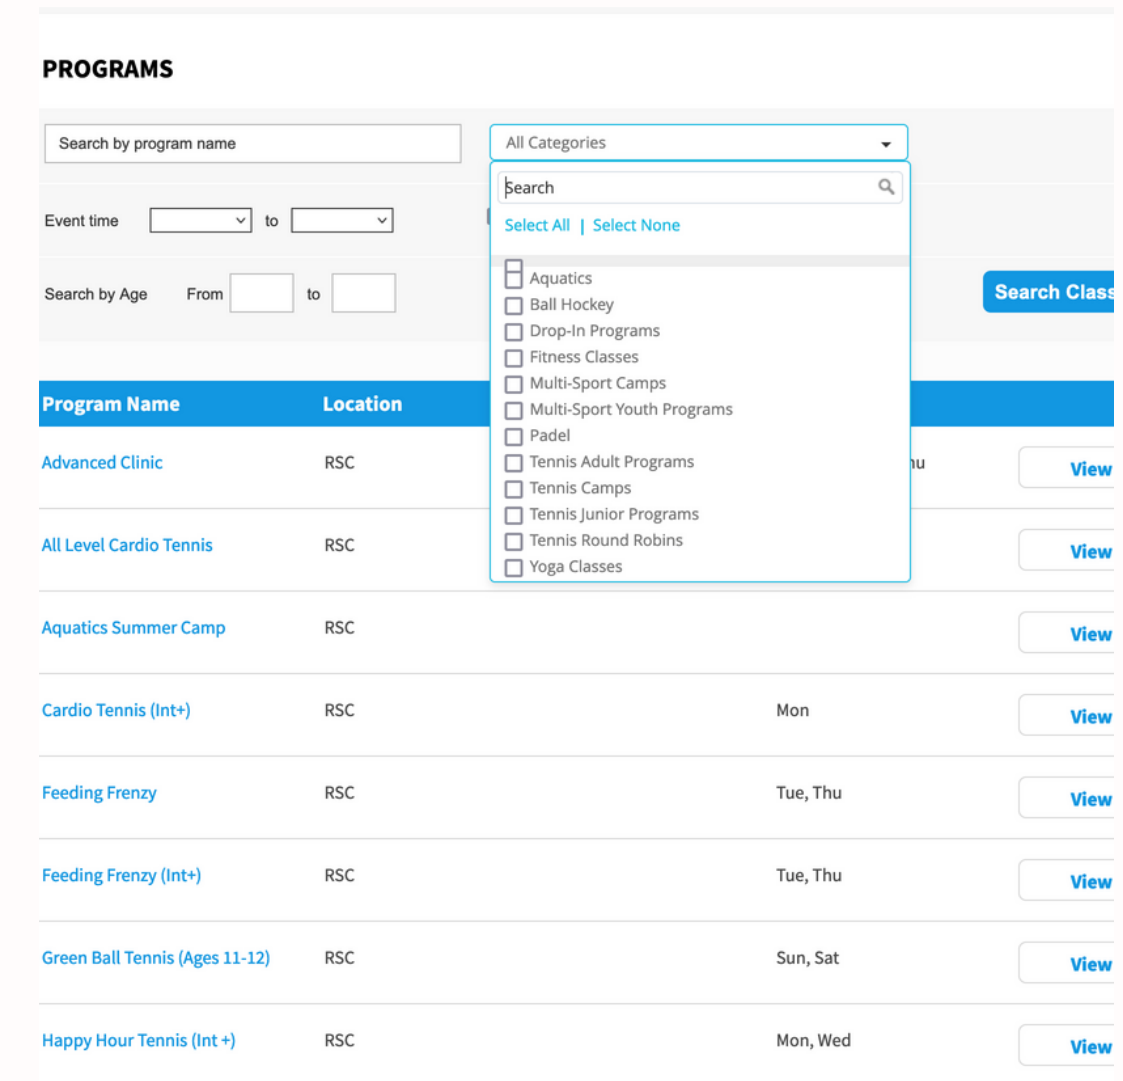 PROGRAMS
Search by program name
All Categories
Search
Event time to
Select All | Select None
Search by Age From to
Search Class
Aquatics
Ball Hockey
Drop-In Programs
Fitness Classes
Multi-Sport Camps
Multi-Sport Youth Programs
Padel
Tennis Adult Programs
Tennis Camps
Tennis Junior Programs
Tennis Round Robins
Yoga Classes
Program Name Location
Advanced Clinic RSC View
All Level Cardio Tennis RSC View
Aquatics Summer Camp RSC View
Cardio Tennis (Int+) RSC Mon View
Feeding Frenzy RSC Tue, Thu View
Feeding Frenzy (Int+) RSC Tue, Thu View
Green Ball Tennis (Ages 11-12) RSC Sun, Sat View
Happy Hour Tennis (Int +) RSC Mon, Wed View